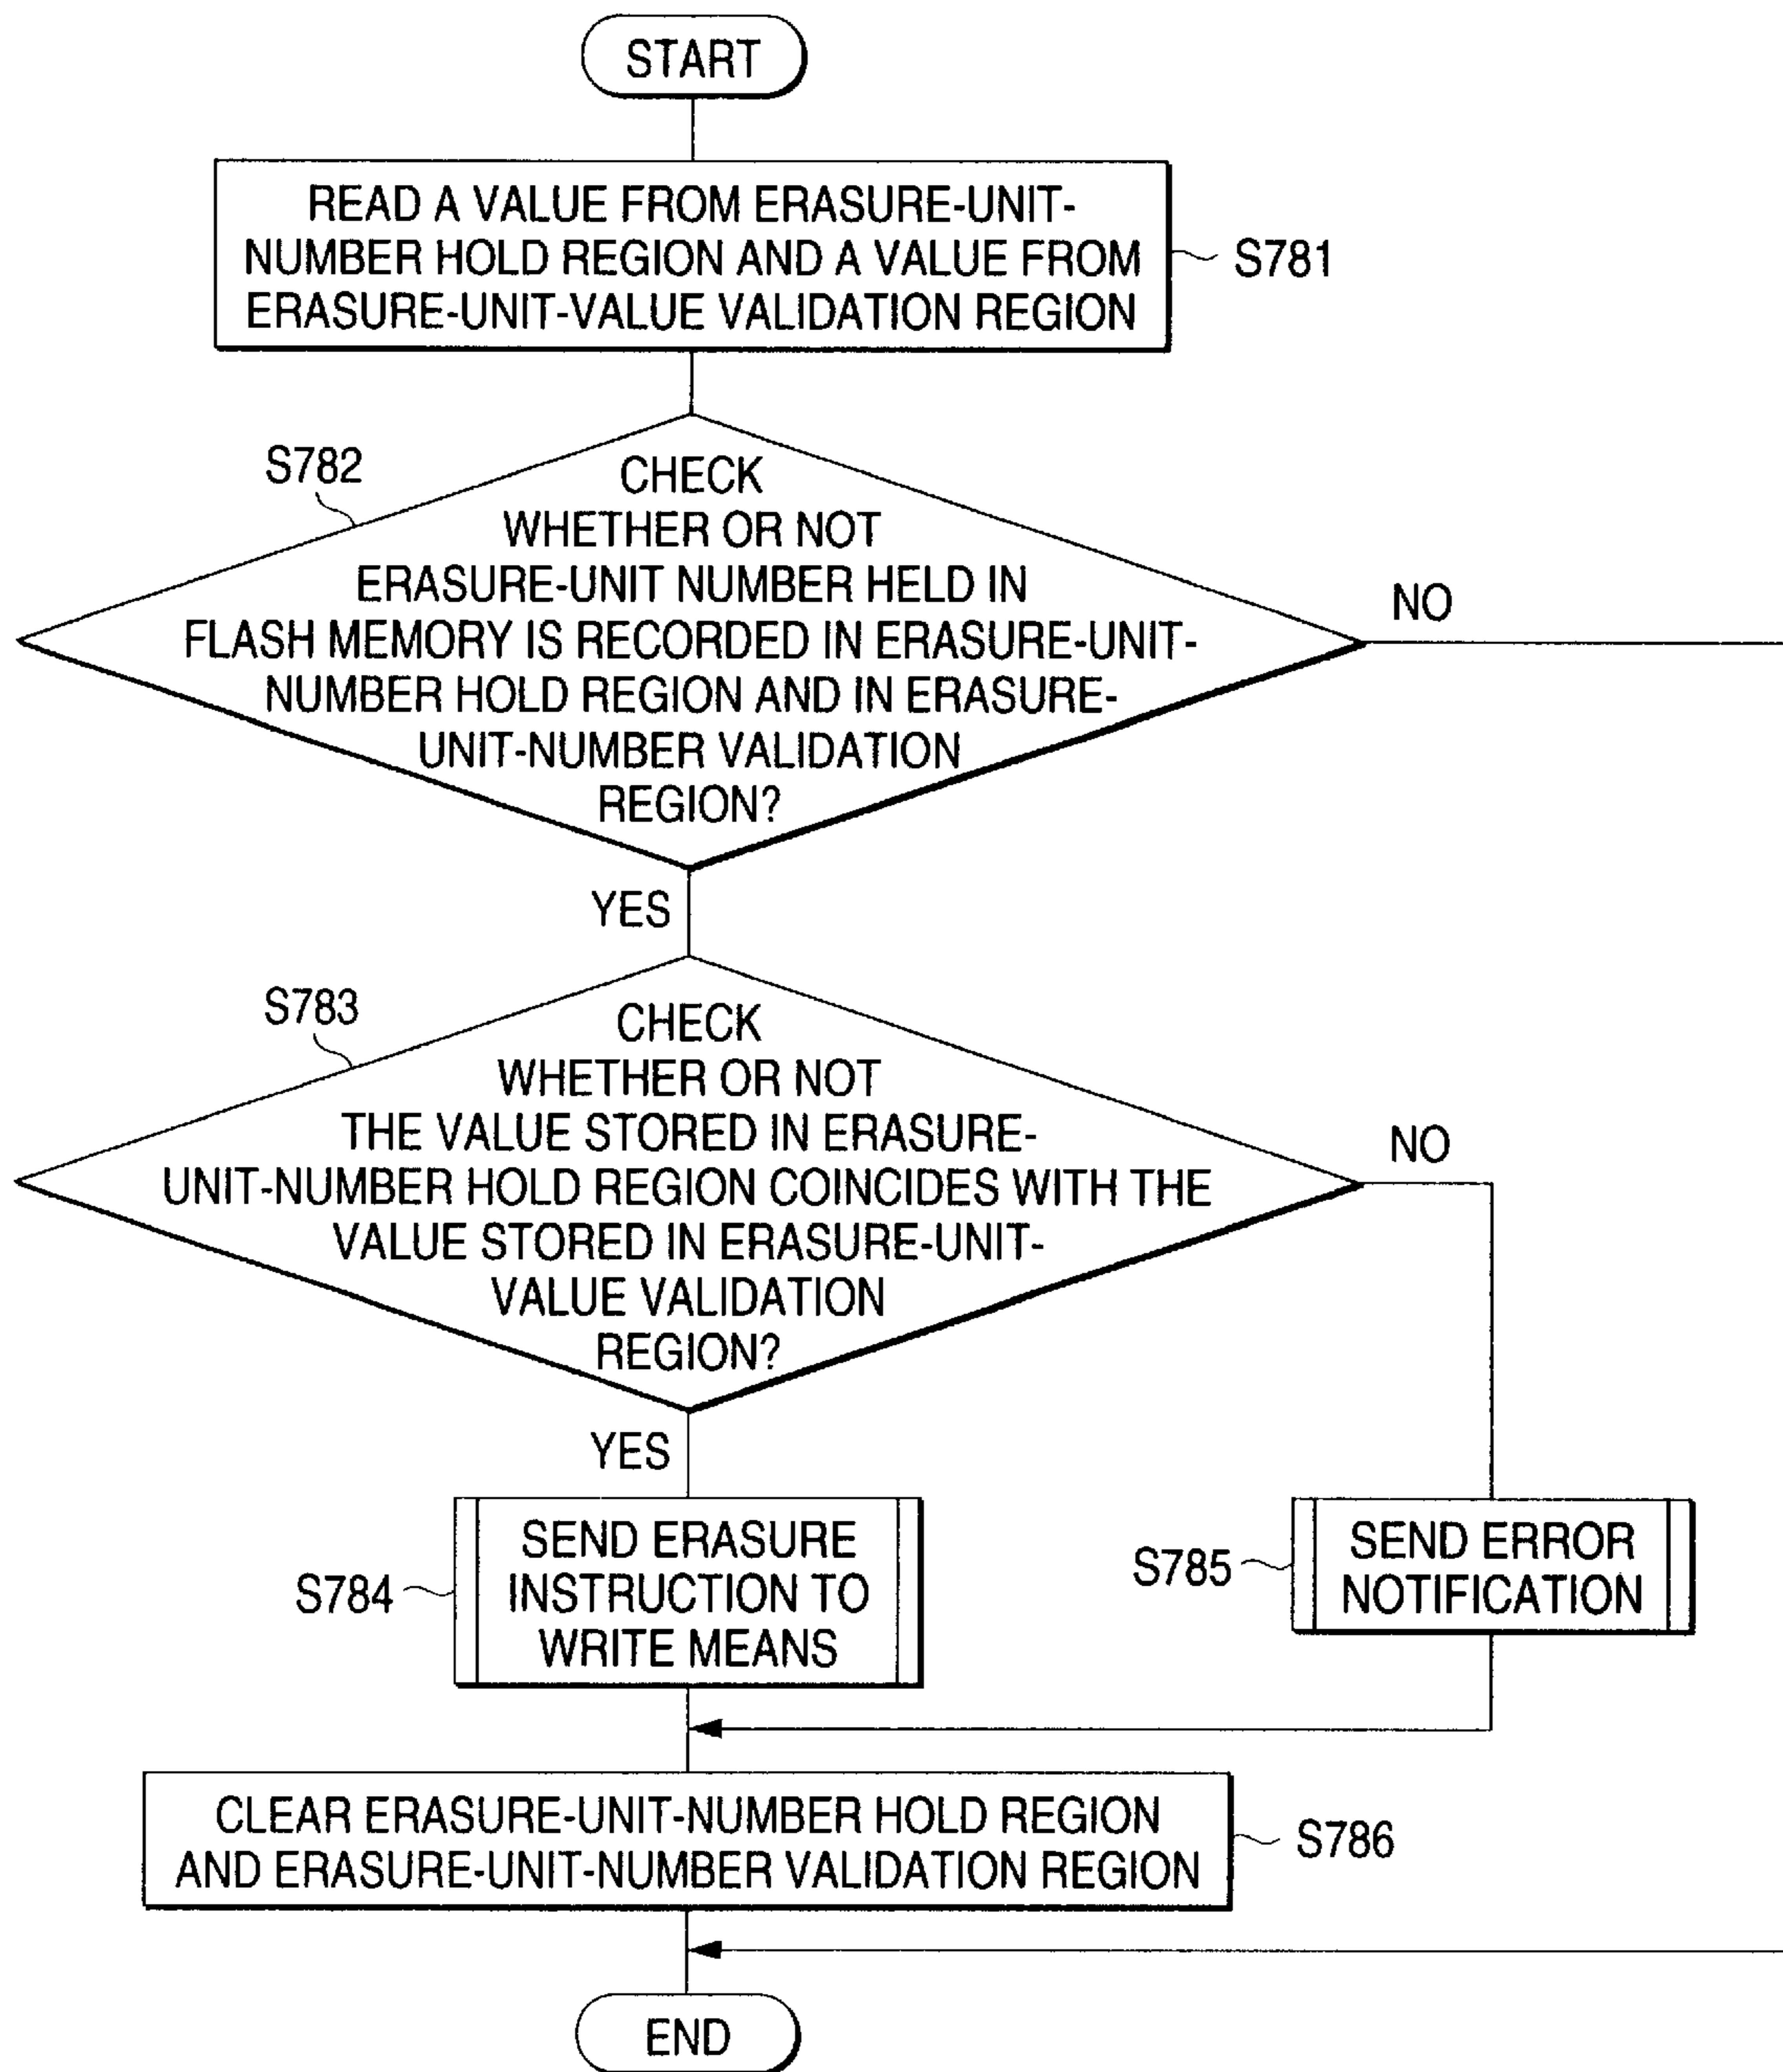 START
READ A VALUE FROM ERASURE-UNIT-
NUMBER HOLD REGION AND A VALUE FROM
ERASURE-UNIT-VALUE VALIDATION REGION
S781
S782
CHECK
WHETHER OR NOT
ERASURE-UNIT NUMBER HELD IN
FLASH MEMORY IS RECORDED IN ERASURE-UNIT-
NUMBER HOLD REGION AND IN ERASURE-
UNIT-NUMBER VALIDATION
REGION?
NO
YES
S783
CHECK
WHETHER OR NOT
THE VALUE STORED IN ERASURE-
UNIT-NUMBER HOLD REGION COINCIDES WITH THE
VALUE STORED IN ERASURE-UNIT-
VALUE VALIDATION
REGION?
NO
YES
S784
SEND ERASURE
INSTRUCTION TO
WRITE MEANS
S785
SEND ERROR
NOTIFICATION
CLEAR ERASURE-UNIT-NUMBER HOLD REGION
AND ERASURE-UNIT-NUMBER VALIDATION REGION
S786
END